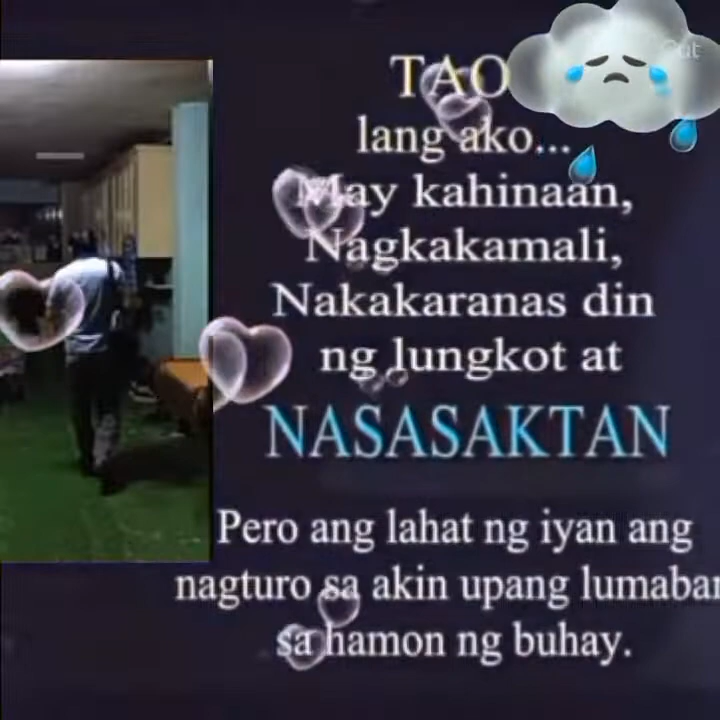 TAO
lang ako...
May kahinaan,
Nagkakamali,
Nakakaranas din
ng lungkot at
NASASAKTAN
Pero ang lahat ng iyan ang
nagturo sa akin upang lumaban
sa hamon ng buhay.